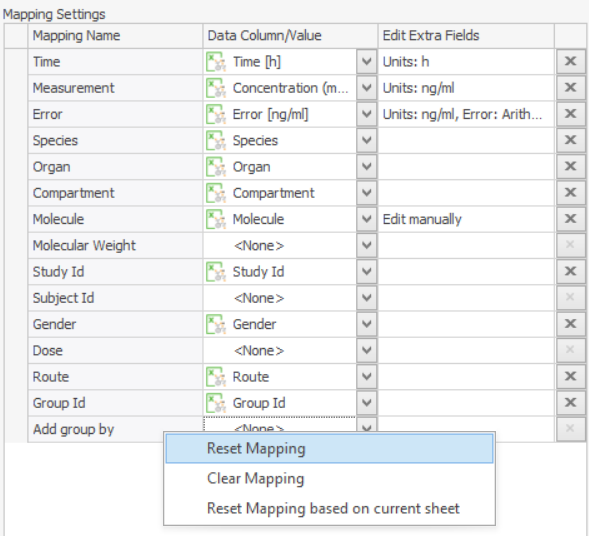 Mapping Settings
Mapping Name Data Column/Value Edit Extra Fields
Time Time [h] Units: h
Measurement Concentration (m... Units: ng/ml
Error Error [ng/ml] Units: ng/ml, Error: Arith...
Species Species
Organ Organ
Compartment Compartment
Molecule Molecule Edit manually
Molecular Weight <None>
Study Id Study Id
Subject Id <None>
Gender Gender
Dose <None>
Route Route
Group Id Group Id
Add group by <None>
Reset Mapping
Clear Mapping
Reset Mapping based on current sheet